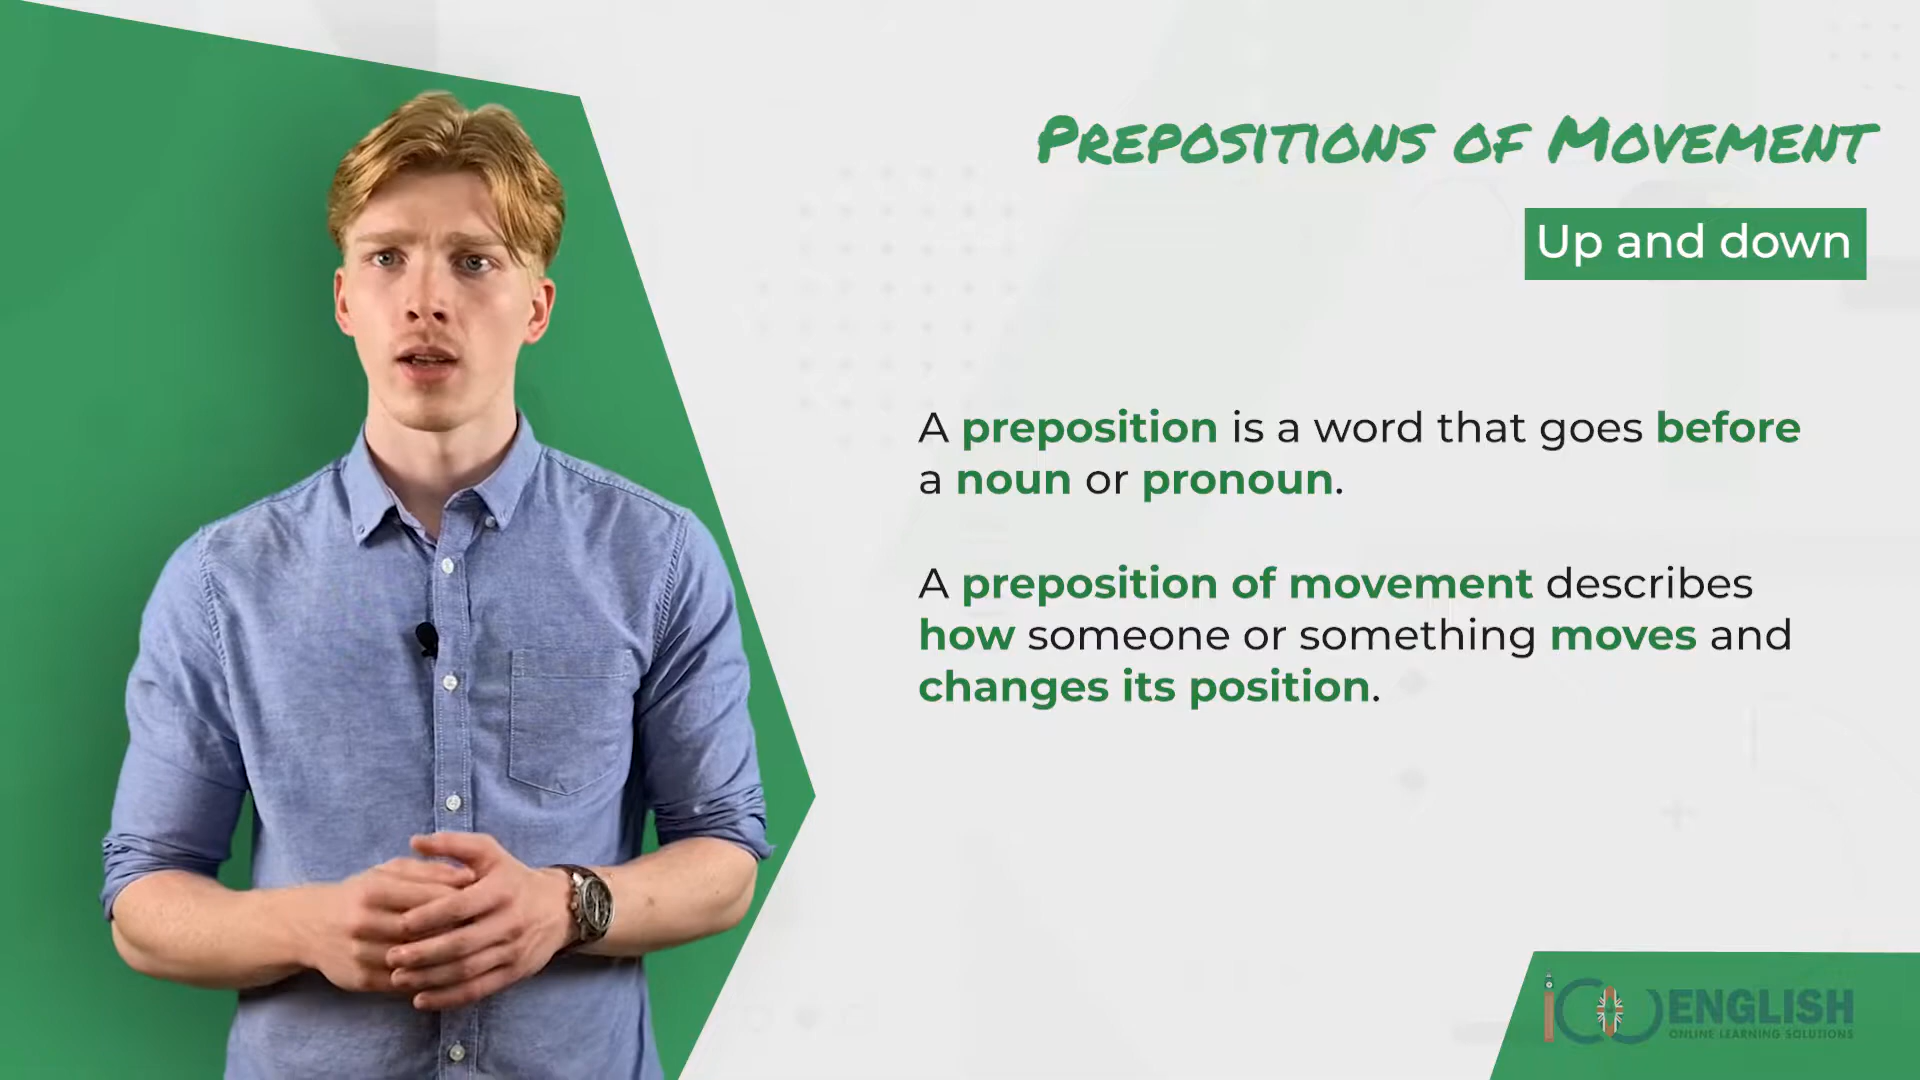 PREPOSITIONS OF MOVEMENT
Up and down
A preposition is a word that goes before
a noun or pronoun.
A preposition of movement describes
how someone or something moves and
changes its position.
ENGLISH
ONLINE LEARNING SOLUTIONS